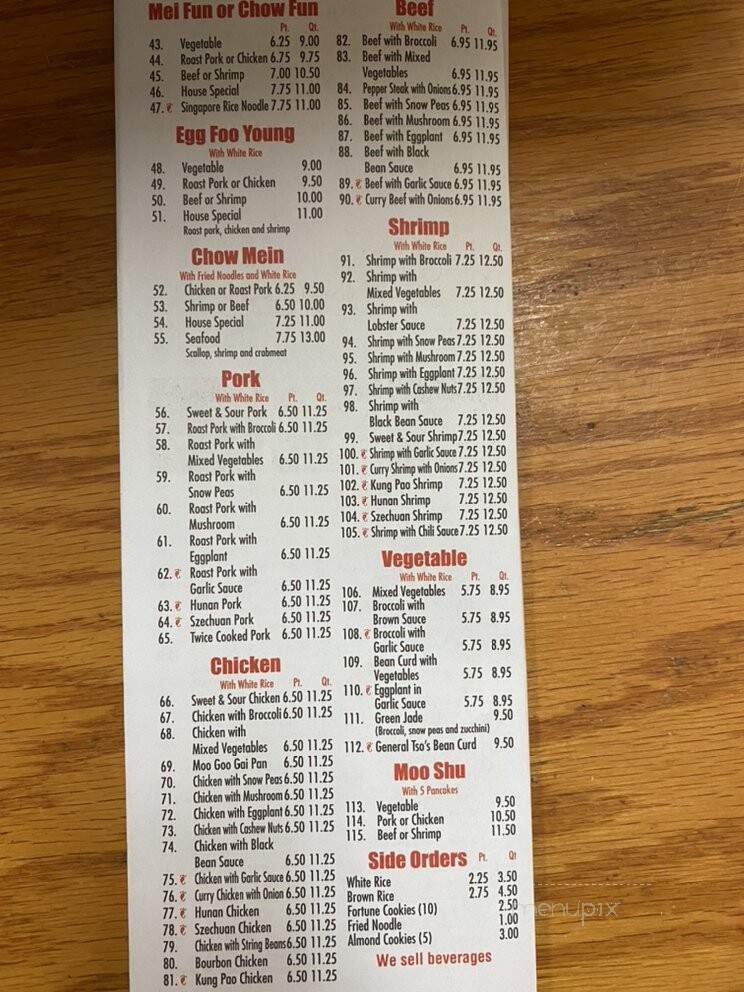 Mei Fun or Chow Fun
Pt. Qt.
43. Vegetable 6.25 9.00
44. Roast Pork or Chicken 6.75 9.75
45. Beef or Shrimp 7.00 10.50
46. House Special 7.75 11.00
47. Singapore Rice Noodle 7.75 11.00
Egg Foo Young
With White Rice
48. Vegetable 9.00
49. Roast Pork or Chicken 9.50
50. Beef or Shrimp 10.00
51. House Special 11.00
Roast pork, chicken and shrimp
Chow Mein
With Fried Noodles and White Rice
52. Chicken or Roast Pork 6.25 9.50
53. Shrimp or Beef 6.50 10.00
54. House Special 7.25 11.00
55. Seafood 7.75 13.00
Scallop, shrimp and crabmeat
Pork
With White Rice Pt. Qt.
56. Sweet & Sour Pork 6.50 11.25
57. Roast Pork with Broccoli 6.50 11.25
58. Roast Pork with
Mixed Vegetables 6.50 11.25
59. Roast Pork with
Snow Peas 6.50 11.25
60. Roast Pork with
Mushroom 6.50 11.25
61. Roast Pork with
Eggplant 6.50 11.25
62. Roast Pork with
Garlic Sauce 6.50 11.25
63. Hunan Pork 6.50 11.25
64. Szechuan Pork 6.50 11.25
65. Twice Cooked Pork 6.50 11.25
Chicken
With White Rice Pt. Qt.
66. Sweet & Sour Chicken 6.50 11.25
67. Chicken with Broccoli 6.50 11.25
68. Chicken with
Mixed Vegetables 6.50 11.25
69. Moo Goo Gai Pan 6.50 11.25
70. Chicken with Snow Peas 6.50 11.25
71. Chicken with Mushroom 6.50 11.25
72. Chicken with Eggplant 6.50 11.25
73. Chicken with Cashew Nuts 6.50 11.25
74. Chicken with Black
Bean Sauce 6.50 11.25
75. Chicken with Garlic Sauce 6.50 11.25
76. Curry Chicken with Onion 6.50 11.25
77. Hunan Chicken 6.50 11.25
78. Szechuan Chicken 6.50 11.25
79. Chicken with String Beans 6.50 11.25
80. Bourbon Chicken 6.50 11.25
81. Kung Pao Chicken 6.50 11.25
Beef
With White Rice Pt. Qt.
82. Beef with Broccoli 6.95 11.95
83. Beef with Mixed
Vegetables 6.95 11.95
84. Pepper Steak with Onions 6.95 11.95
85. Beef with Snow Peas 6.95 11.95
86. Beef with Mushroom 6.95 11.95
87. Beef with Eggplant 6.95 11.95
88. Beef with Black
Bean Sauce 6.95 11.95
89. Beef with Garlic Sauce 6.95 11.95
90. Curry Beef with Onions 6.95 11.95
Shrimp
With White Rice Pt. Qt.
91. Shrimp with Broccoli 7.25 12.50
92. Shrimp with
Mixed Vegetables 7.25 12.50
93. Shrimp with
Lobster Sauce 7.25 12.50
94. Shrimp with Snow Peas 7.25 12.50
95. Shrimp with Mushroom 7.25 12.50
96. Shrimp with Eggplant 7.25 12.50
97. Shrimp with Cashew Nuts 7.25 12.50
98. Shrimp with
Black Bean Sauce 7.25 12.50
99. Sweet & Sour Shrimp 7.25 12.50
100. Shrimp with Garlic Sauce 7.25 12.50
101. Curry Shrimp with Onions 7.25 12.50
102. Kung Pao Shrimp 7.25 12.50
103. Hunan Shrimp 7.25 12.50
104. Szechuan Shrimp 7.25 12.50
105. Shrimp with Chili Sauce 7.25 12.50
Vegetable
With White Rice Pt. Qt.
106. Mixed Vegetables 5.75 8.95
107. Broccoli with
Brown Sauce 5.75 8.95
108. Broccoli with
Garlic Sauce 5.75 8.95
109. Bean Curd with
Vegetables 5.75 8.95
110. Eggplant in
Garlic Sauce 5.75 8.95
111. Green Jade 9.50
(Broccoli, snow peas and zucchini)
112. General Tso's Bean Curd 9.50
Moo Shu
With 5 Pancakes
113. Vegetable 9.50
114. Pork or Chicken 10.50
115. Beef or Shrimp 11.50
Side Orders Pt. Qt
White Rice 2.25 3.50
Brown Rice 2.75 4.50
Fortune Cookies (10) 2.50
Fried Noodle 1.00
Almond Cookies (5) 3.00
We sell beverages
menupix